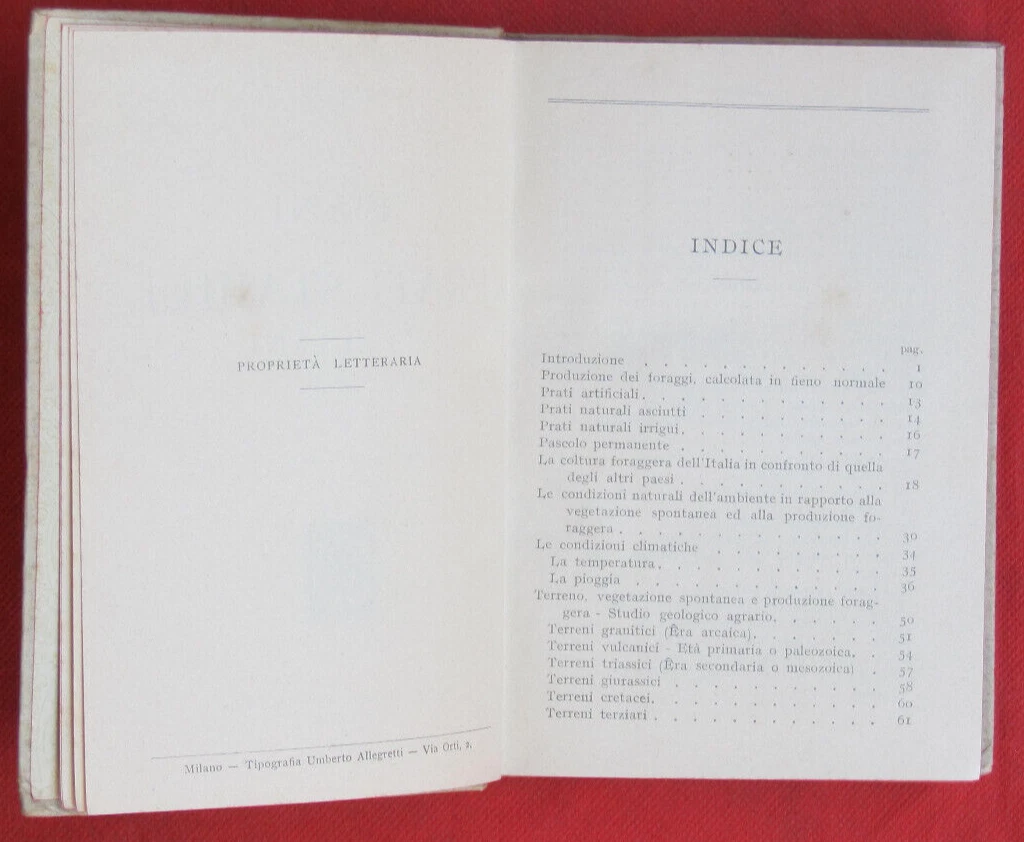 PROPRIETÀ LETTERARIA
Milano — Tipografia Umberto Allegretti — Via Orti, 2.
INDICE
pag.
Introduzione . . . . . . . . . . . 1
Produzione dei foraggi, calcolata in fieno normale 10
Prati artificiali . . . . . . . . . . 13
Prati naturali asciutti . . . . . . . . 14
Prati naturali irrigui . . . . . . . . 16
Pascolo permanente . . . . . . . . 17
La coltura foraggera dell'Italia in confronto di quella
degli altri paesi . . . . . . . . 18
Le condizioni naturali dell'ambiente in rapporto alla
vegetazione spontanea ed alla produzione fo-
raggera . . . . . . . . . . 30
Le condizioni climatiche . . . . . . . 34
La temperatura . . . . . . . . . 35
La pioggia . . . . . . . . . . 36
Terreno, vegetazione spontanea e produzione forag-
gera - Studio geologico agrario . . . . . 50
Terreni granitici (Êra arcaica) . . . . . 51
Terreni vulcanici - Età primaria o paleozoica . . 54
Terreni triassici (Êra secondaria o mesozoica) . 57
Terreni giurassici . . . . . . . . 58
Terreni cretacei . . . . . . . . . 60
Terreni terziari . . . . . . . . . 61